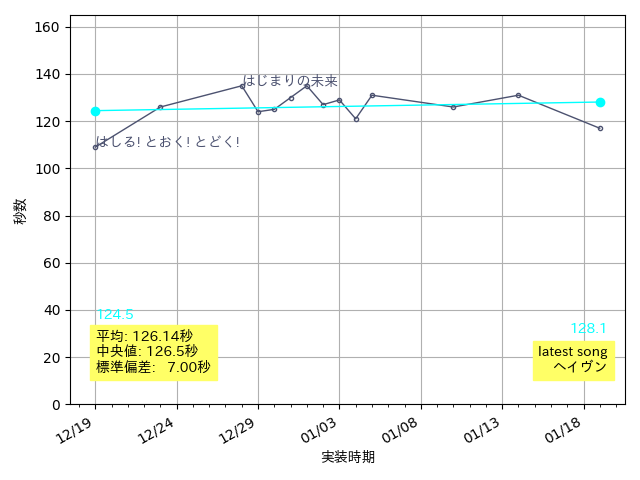 160
140
120
100
80
60
40
20
0
秒数
はじまりの未来
はしる! とおく! とどく!
124.5
平均: 126.14秒
中央値: 126.5秒
標準偏差: 7.00秒
128.1
latest song
ヘイヴン
12/19
12/24
12/29
01/03
01/08
01/13
01/18
実装時期